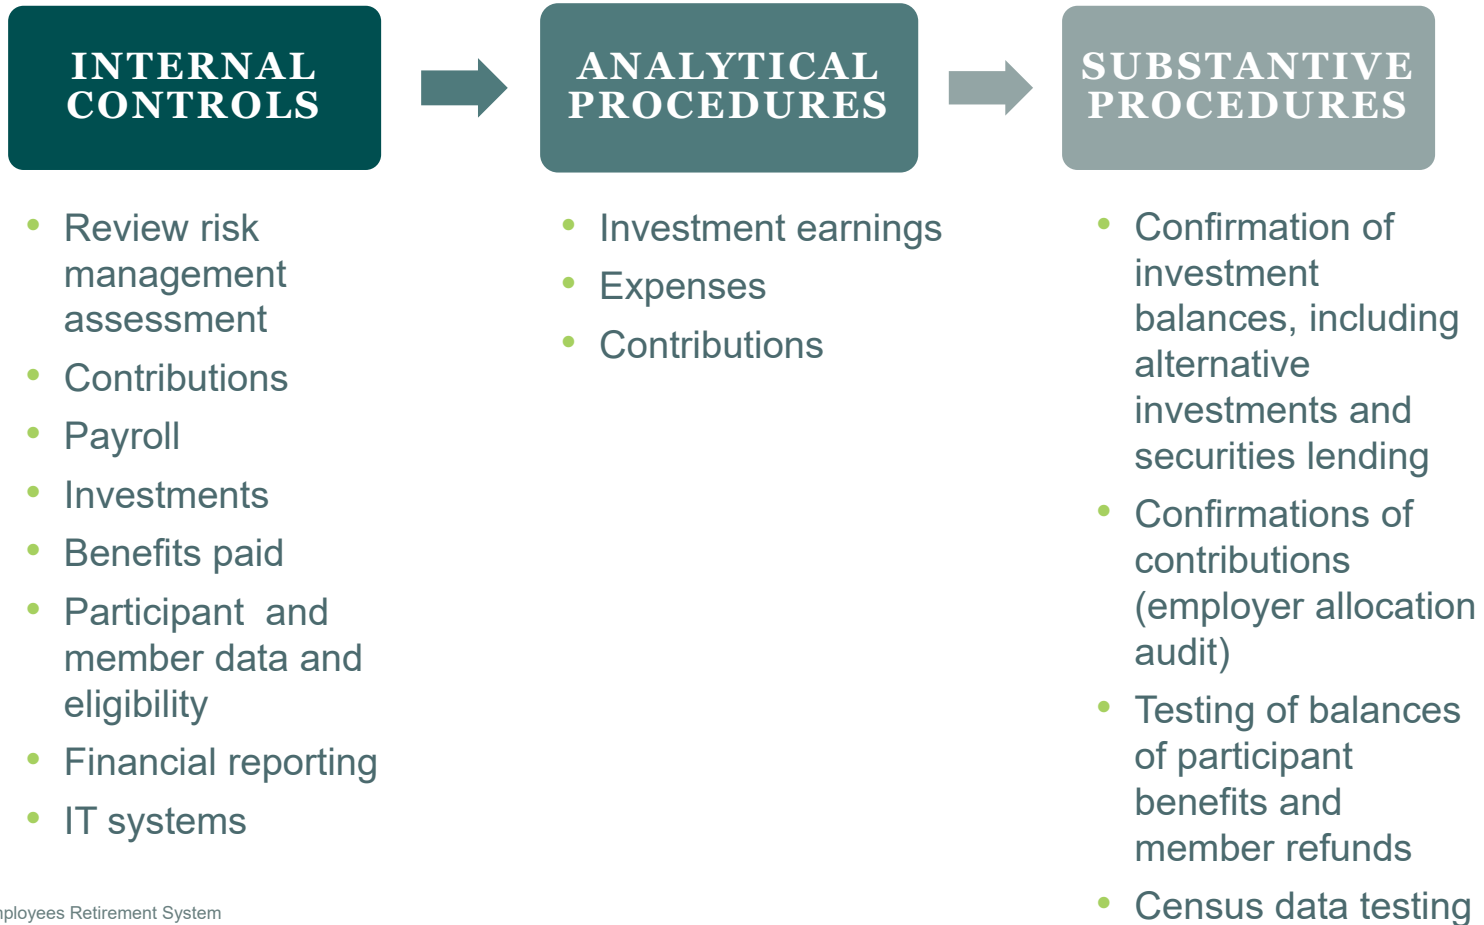 INTERNAL
CONTROLS
ANALYTICAL
PROCEDURES
SUBSTANTIVE
PROCEDURES
• Review risk
management
assessment
• Contributions
• Payroll
• Investments
• Benefits paid
• Participant  and
member data and
eligibility
• Financial reporting
• IT systems
• Investment earnings
• Expenses
• Contributions
• Confirmation of
investment
balances, including
alternative
investments and
securities lending
• Confirmations of
contributions
(employer allocation
audit)
• Testing of balances
of participant
benefits and
member refunds
• Census data testing
Retirement System